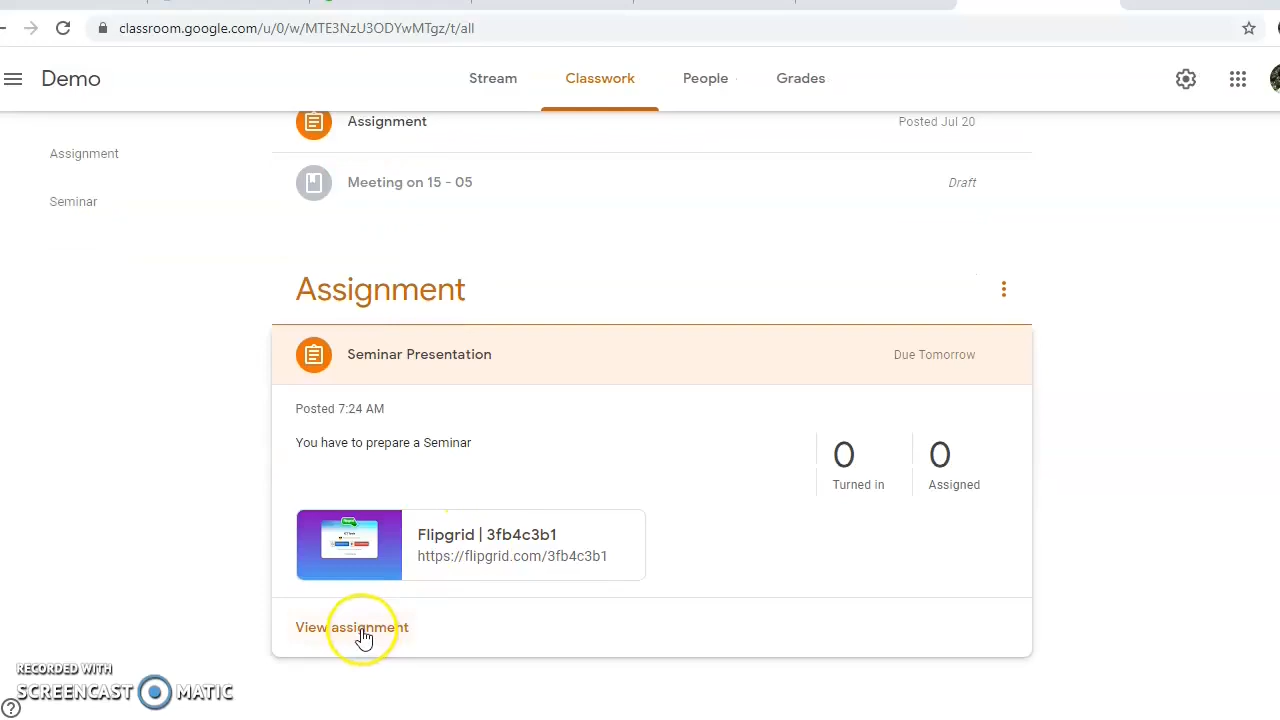 classroom.google.com/u/0/w/MTE3NzU3ODYwMTgz/t/all
Demo
Stream
Classwork
People
Grades
Assignment
Seminar
Assignment
Posted Jul 20
Meeting on 15 - 05
Draft
Assignment
Seminar Presentation
Due Tomorrow
Posted 7:24 AM
You have to prepare a Seminar
0
Turned in
0
Assigned
Flipgrid | 3fb4c3b1
https://flipgrid.com/3fb4c3b1
View assignment
RECORDED WITH
SCREENCAST MATIC
?